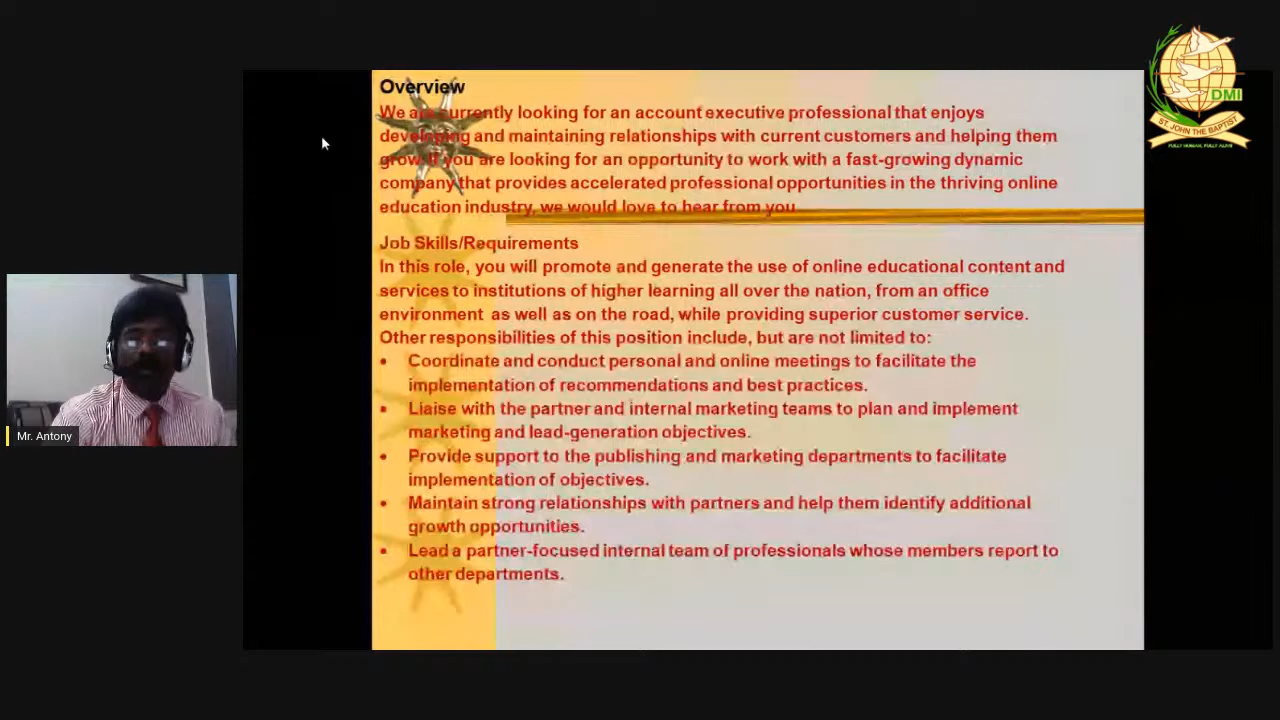 Overview
We are currently looking for an account executive professional that enjoys
developing and maintaining relationships with current customers and helping them
grow. If you are looking for an opportunity to work with a fast-growing dynamic
company that provides accelerated professional opportunities in the thriving online
education industry, we would love to hear from you
Job Skills/Requirements
In this role, you will promote and generate the use of online educational content and
services to institutions of higher learning all over the nation, from an office
environment as well as on the road, while providing superior customer service.
Other responsibilities of this position include, but are not limited to:
• Coordinate and conduct personal and online meetings to facilitate the
implementation of recommendations and best practices.
• Liaise with the partner and internal marketing teams to plan and implement
marketing and lead-generation objectives.
• Provide support to the publishing and marketing departments to facilitate
implementation of objectives.
• Maintain strong relationships with partners and help them identify additional
growth opportunities.
• Lead a partner-focused internal team of professionals whose members report to
other departments.
Mr. Antony
DMI
ST. JOHN THE BAPTIST
FULLY HUMAN, FULLY ALIVE